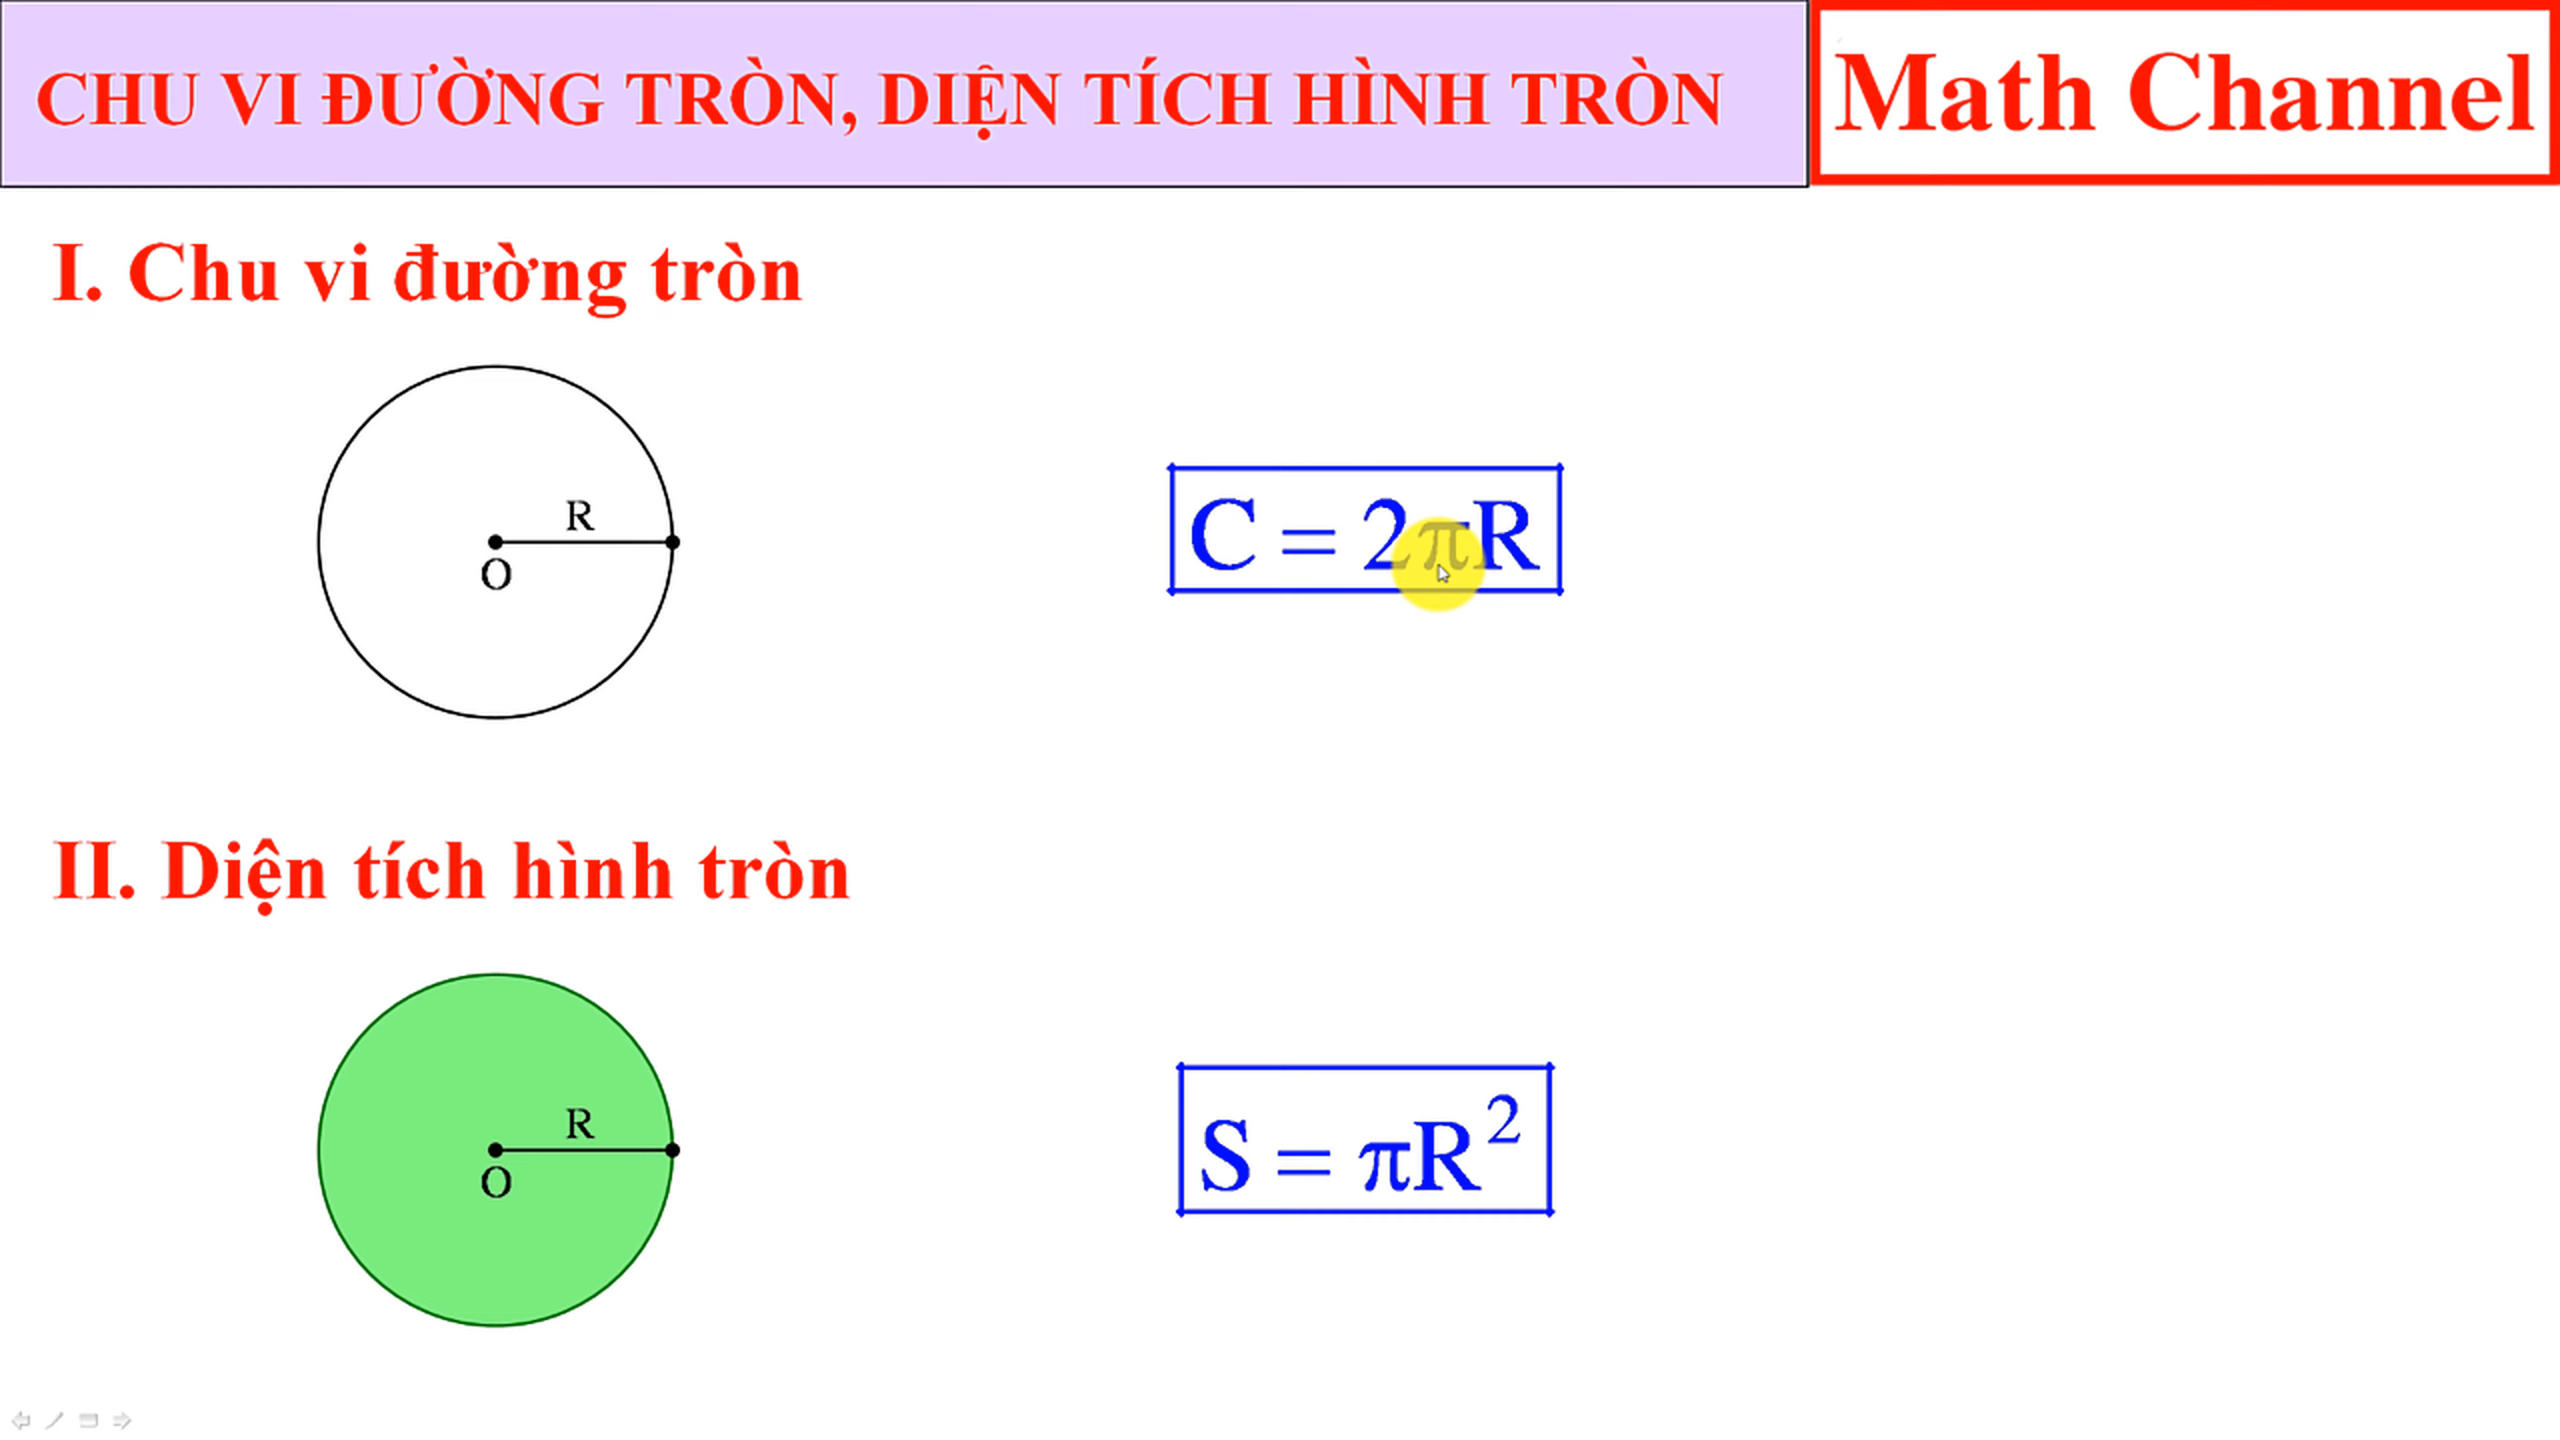 CHU VI ĐƯỜNG TRÒN, DIỆN TÍCH HÌNH TRÒN
Math Channel
I. Chu vi đường tròn
R
O
C = 2πR
II. Diện tích hình tròn
R
O
S = πR²